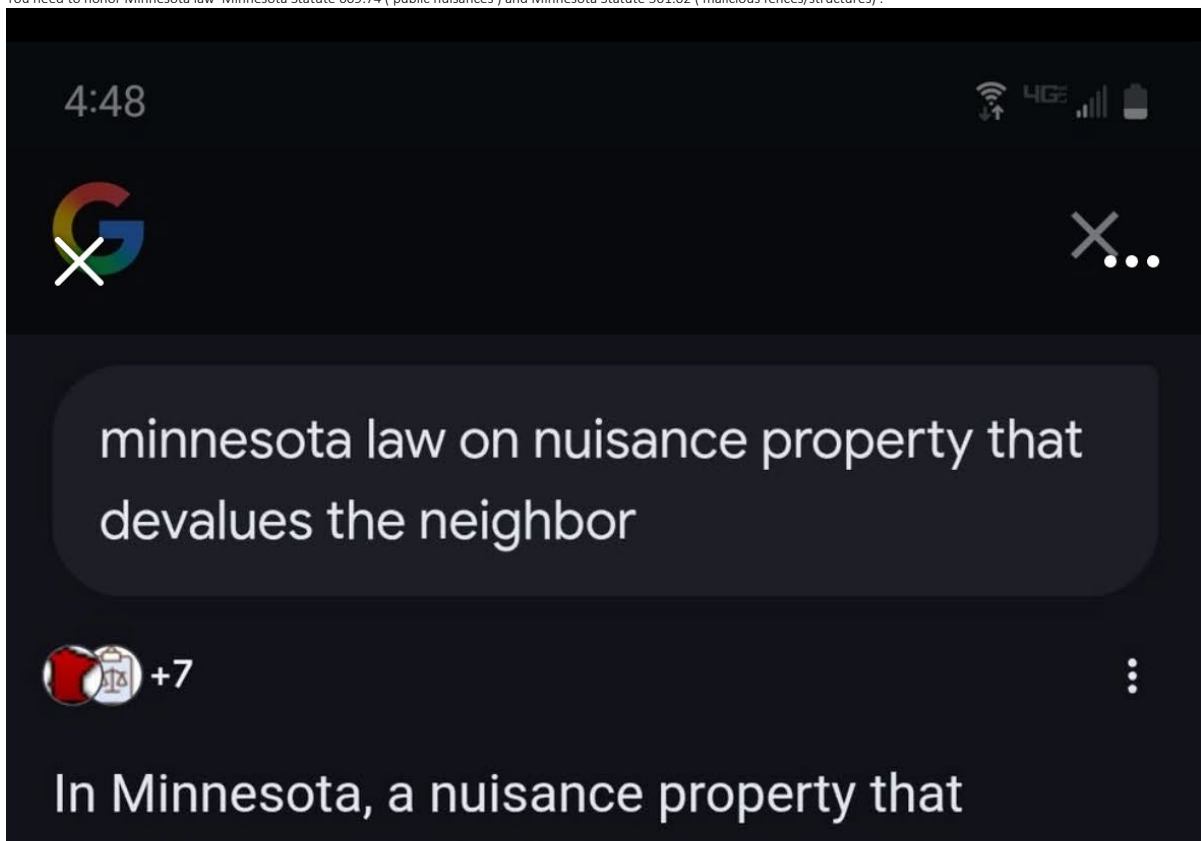 You need to honor Minnesota law- Minnesota Statute 609.74 ( public nuisances ) and Minnesota Statute 561.02 ( malicious fences/structures) .
4:48
4GE
minnesota law on nuisance property that
devalues the neighbor
+7
In Minnesota, a nuisance property that